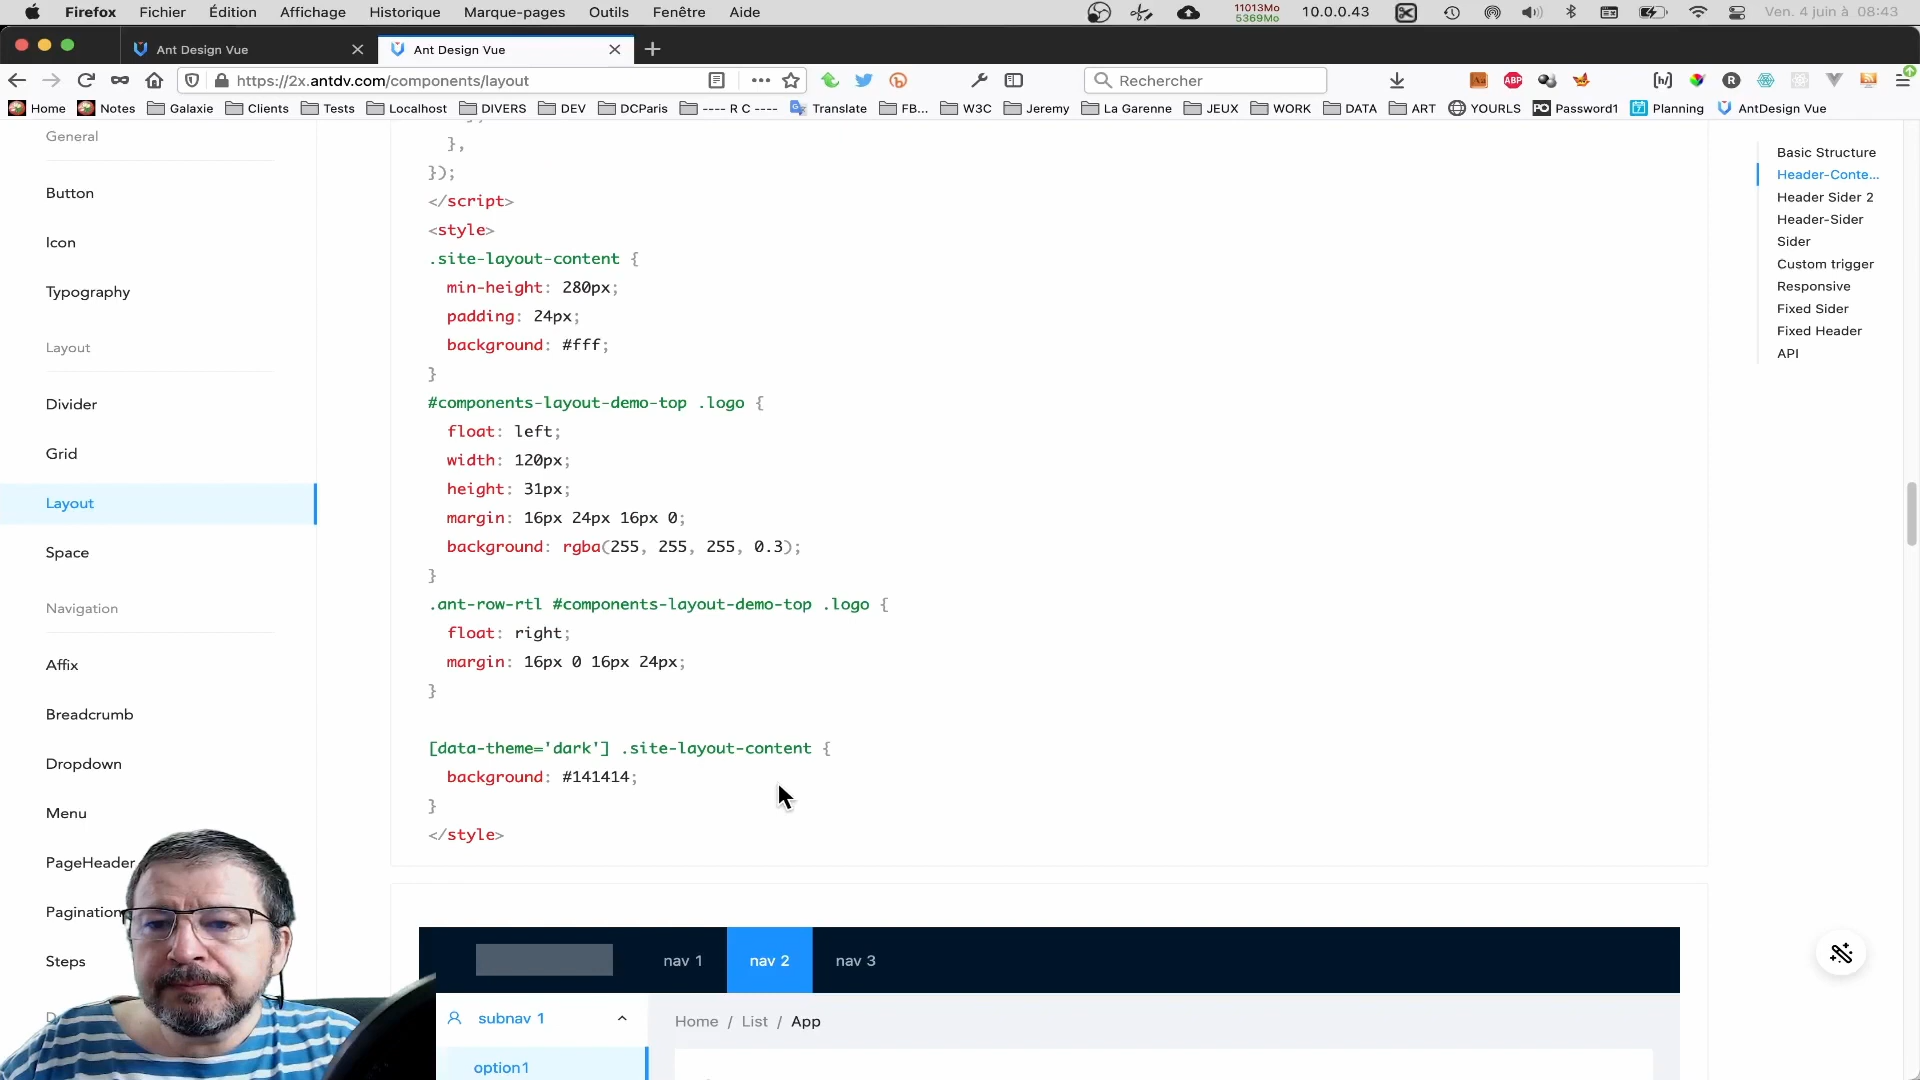 Firefox Fichier Édition Affichage Historique Marque-pages Outils Fenêtre Aide 11013Mo 5369Mo 10.0.0.43 Ven. 4 juin à 08:43
Ant Design Vue Ant Design Vue
https://2x.antdv.com/components/layout Rechercher
Home Notes Galaxie Clients Tests Localhost DIVERS DEV DCParis ---- R C ---- Translate FB... W3C Jeremy La Garenne JEUX WORK DATA ART YOURLS Password1 Planning AntDesign Vue
General
Button
Icon
Typography
Layout
Divider
Grid
Layout
Space
Navigation
Affix
Breadcrumb
Dropdown
Menu
PageHeader
Pagination
Steps
},
});
</script>
<style>
.site-layout-content {
min-height: 280px;
padding: 24px;
background: #fff;
}
#components-layout-demo-top .logo {
float: left;
width: 120px;
height: 31px;
margin: 16px 24px 16px 0;
background: rgba(255, 255, 255, 0.3);
}
.ant-row-rtl #components-layout-demo-top .logo {
float: right;
margin: 16px 0 16px 24px;
}
[data-theme='dark'] .site-layout-content {
background: #141414;
}
</style>
nav 1 nav 2 nav 3
subnav 1
option1
Home / List / App
Basic Structure
Header-Conte...
Header Sider 2
Header-Sider
Sider
Custom trigger
Responsive
Fixed Sider
Fixed Header
API